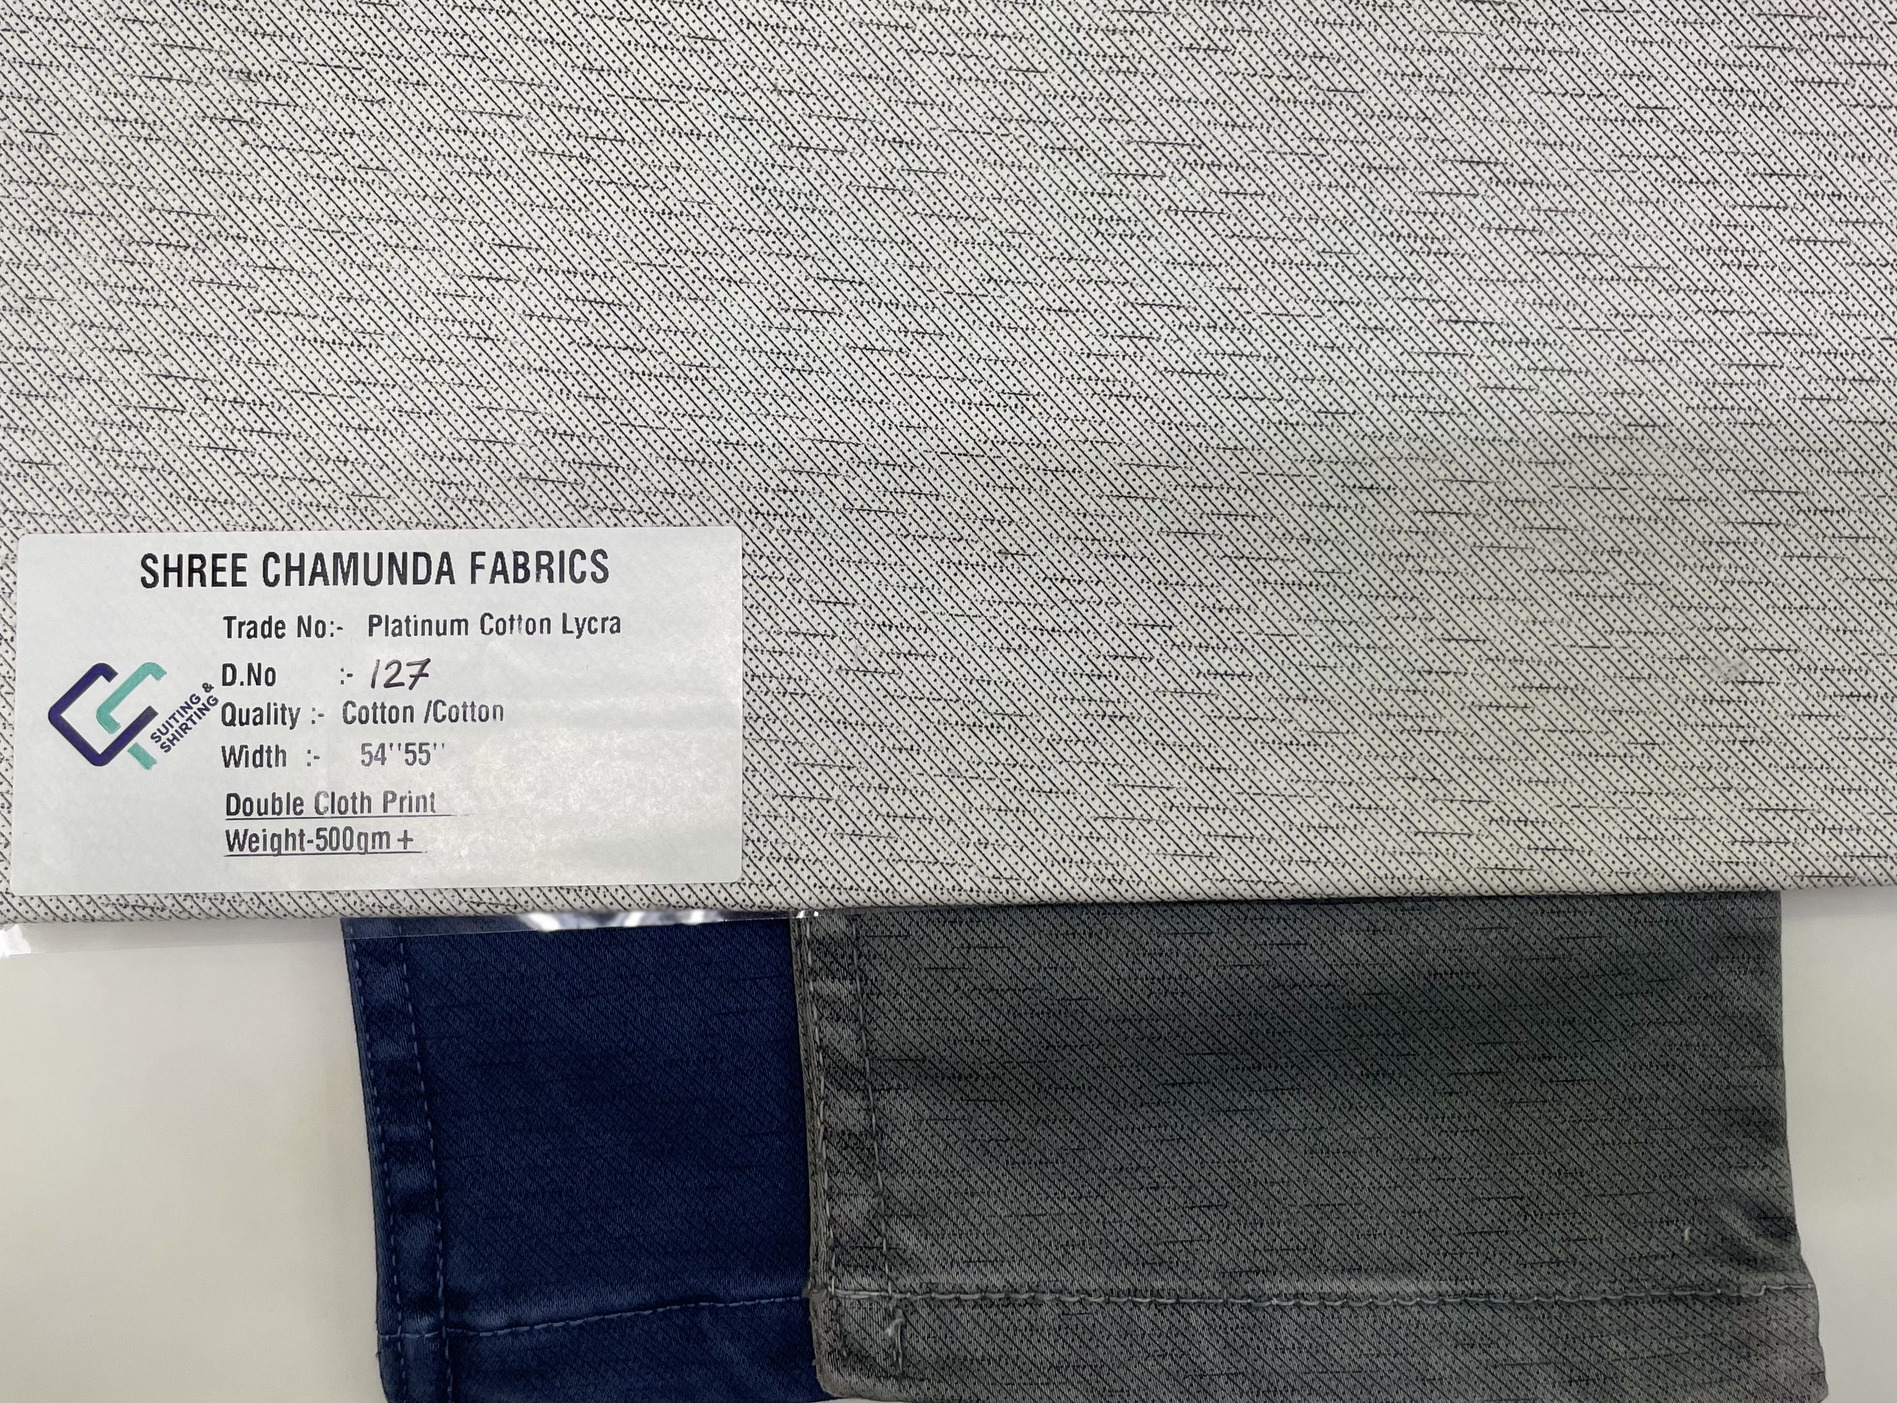 SHREE CHAMUNDA FABRICS
Trade No:- Platinum Cotton Lycra
D.No :- 127
Quality :- Cotton /Cotton
Width :- 54''55''
Double Cloth Print
Weight-500gm +
SUITING &
SHIRTING